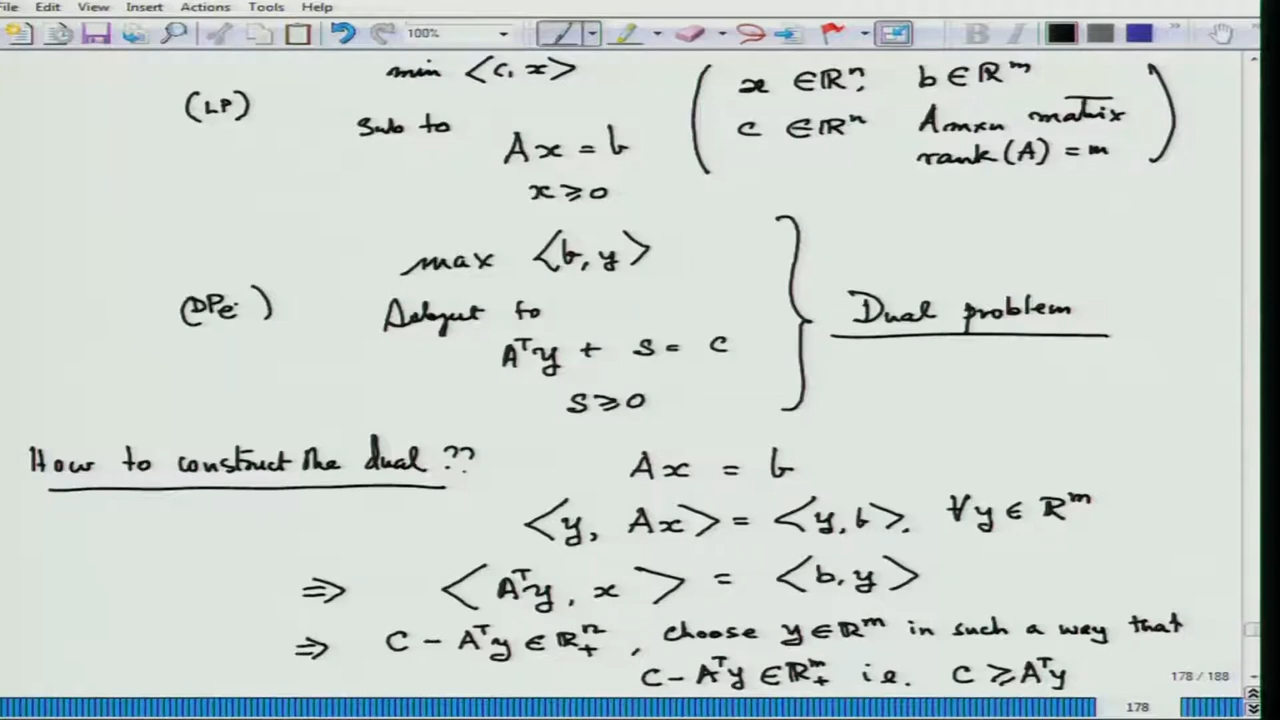 File Edit View Insert Actions Tools Help
100%
min <c, x>
(LP)
Sub to
Ax = b
x ≥ 0
x ∈ ℝⁿ, b ∈ ℝᵐ
c ∈ ℝⁿ A m×n matrix
rank(A) = m
max <b, y>
(DPe)
Subject to
Aᵀy + s = c
s ≥ 0
Dual problem
How to construct the dual ??
Ax = b
<y, Ax> = <y, b>. ∀y ∈ ℝᵐ
⇒ <Aᵀy, x> = <b, y>
⇒ C - Aᵀy ∈ ℝⁿ₊, choose y ∈ ℝᵐ in such a way that
C - Aᵀy ∈ ℝᵐ₊ i.e. C ≥ Aᵀy
178 / 188
178